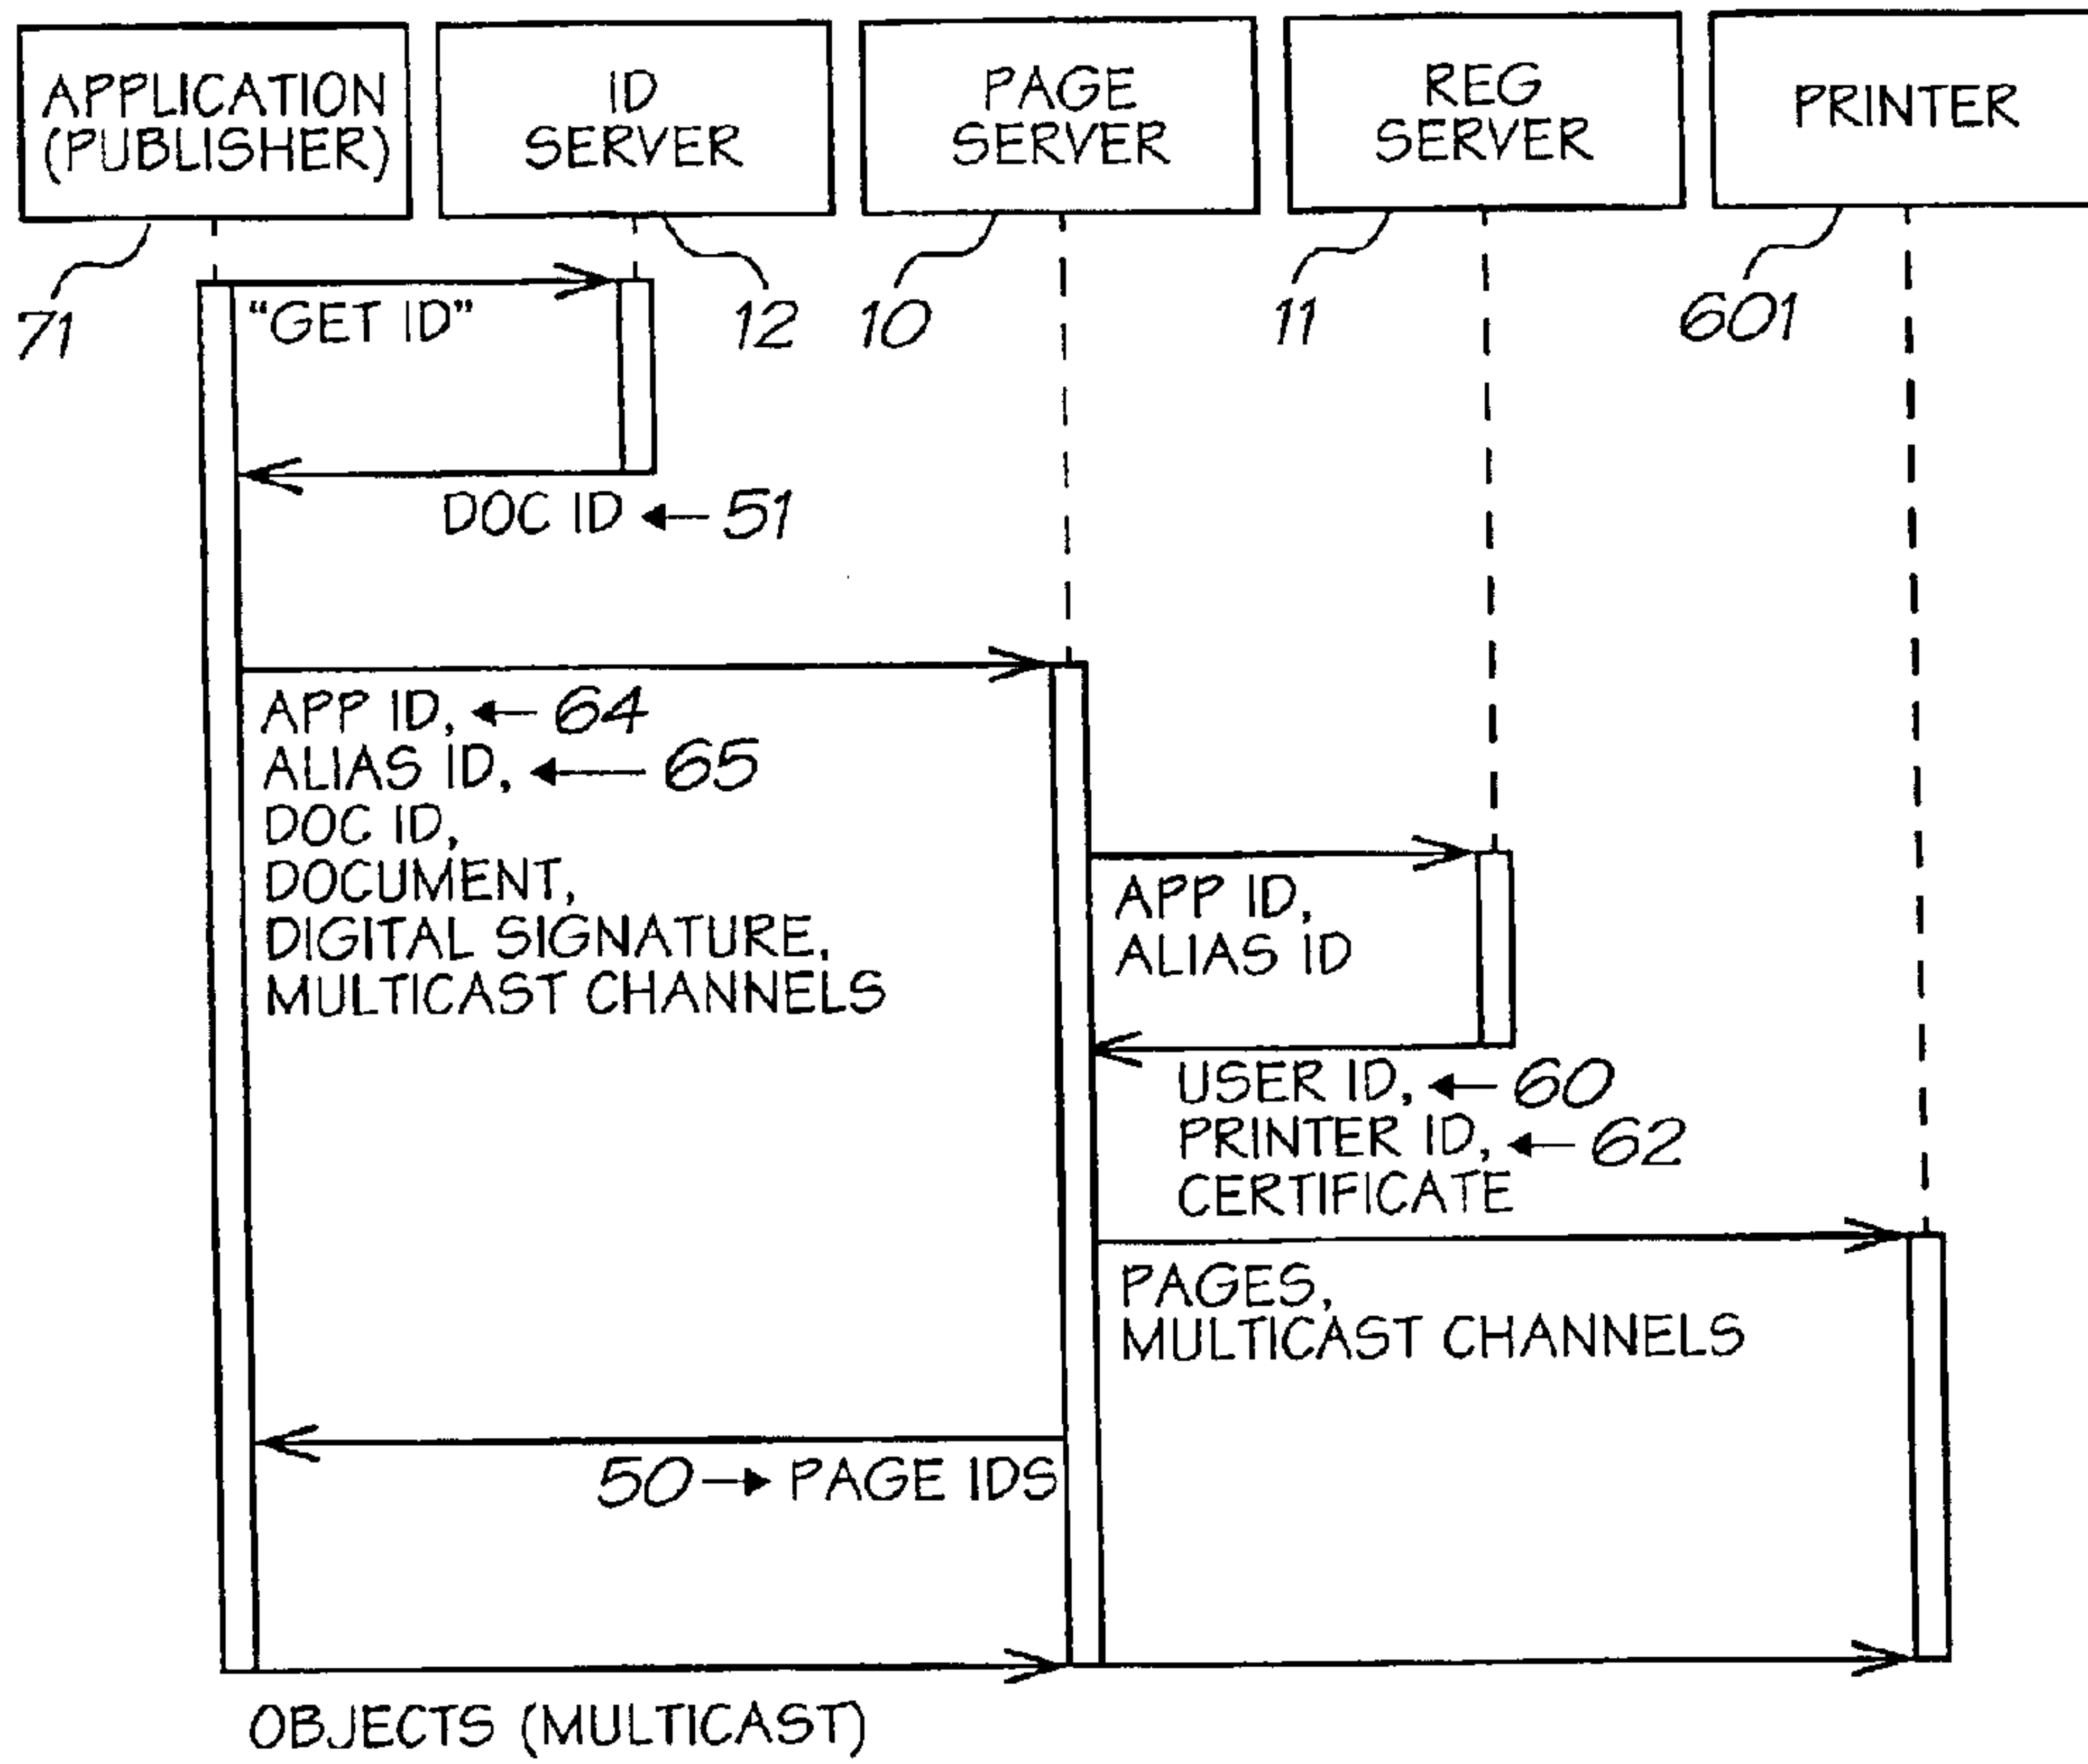 APPLICATION
(PUBLISHER)
ID
SERVER
PAGE
SERVER
REG
SERVER
PRINTER
71
12
10
11
601
"GET ID"
DOC ID 51
APP ID, 64
ALIAS ID, 65
DOC ID,
DOCUMENT,
DIGITAL SIGNATURE,
MULTICAST CHANNELS
APP ID,
ALIAS ID
USER ID, 60
PRINTER ID, 62
CERTIFICATE
PAGES,
MULTICAST CHANNELS
50 PAGE IDS
OBJECTS (MULTICAST)